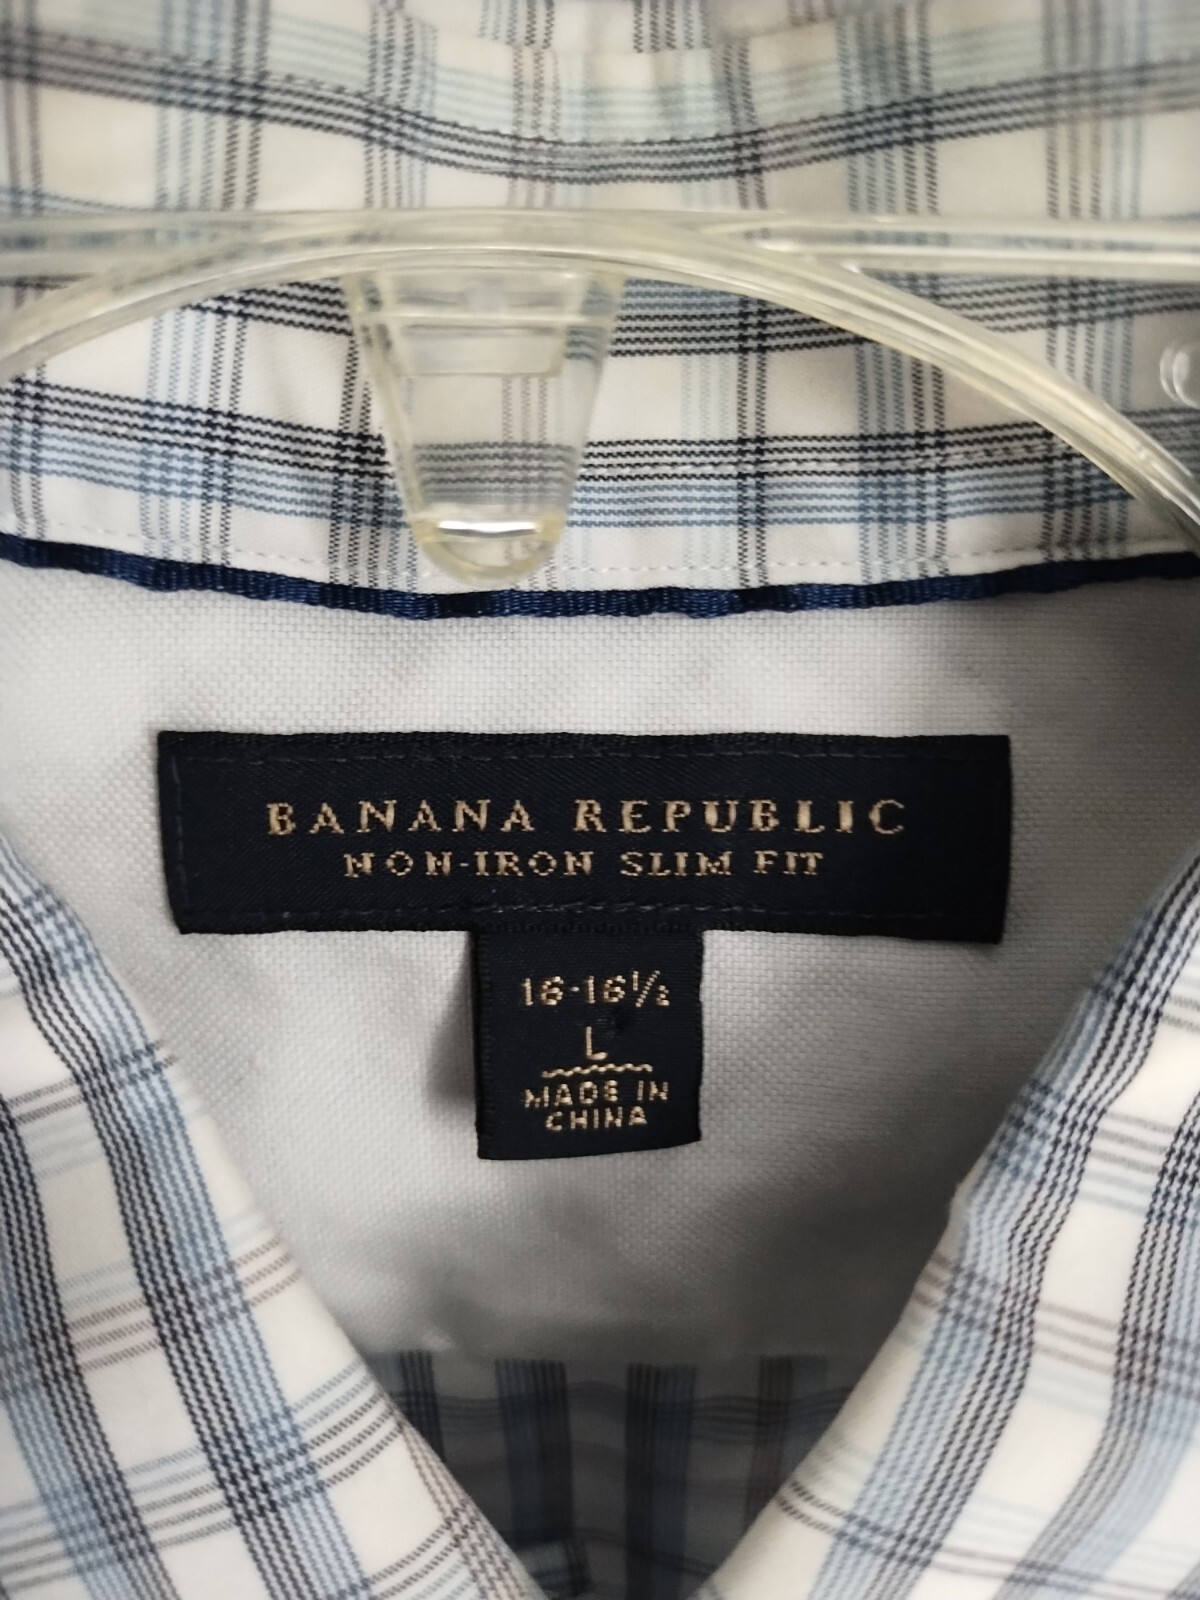 BANANA REPUBLIC
NON-IRON SLIM FIT
16-16½
L
MADE IN
CHINA